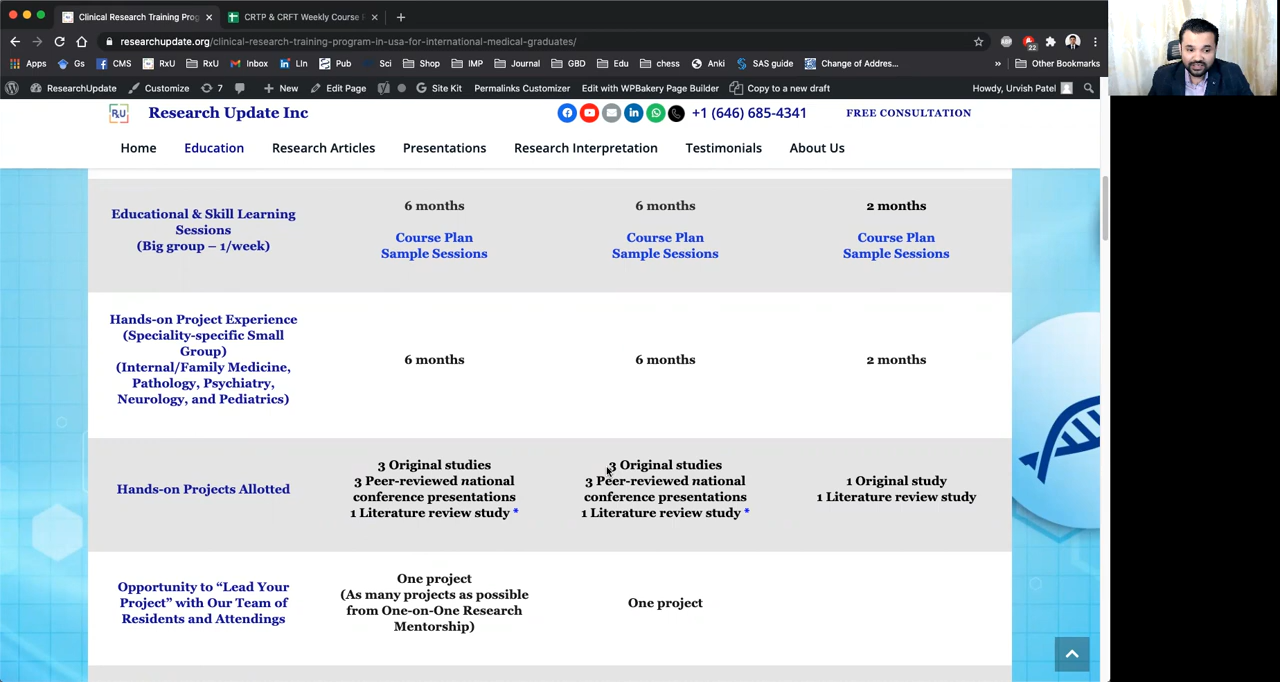 Clinical Research Training Prog
CRTP & CRFT Weekly Course
researchupdate.org/clinical-research-training-program-in-usa-for-international-medical-graduates/
22
Apps Gs CMS RxU RxU Inbox LIn Pub Sci Shop IMP Journal GBD Edu chess Anki SAS guide Change of Addres... » Other Bookmarks
ResearchUpdate Customize 7 New Edit Page Site Kit Permalinks Customizer Edit with WPBakery Page Builder Copy to a new draft Howdy, Urvish Patel
RU Research Update Inc +1 (646) 685-4341 FREE CONSULTATION
Home Education Research Articles Presentations Research Interpretation Testimonials About Us
Educational & Skill Learning
Sessions
(Big group – 1/week)
6 months
Course Plan
Sample Sessions
6 months
Course Plan
Sample Sessions
2 months
Course Plan
Sample Sessions
Hands-on Project Experience
(Speciality-specific Small
Group)
(Internal/Family Medicine,
Pathology, Psychiatry,
Neurology, and Pediatrics)
6 months
6 months
2 months
Hands-on Projects Allotted
3 Original studies
3 Peer-reviewed national
conference presentations
1 Literature review study *
3 Original studies
3 Peer-reviewed national
conference presentations
1 Literature review study *
1 Original study
1 Literature review study
Opportunity to “Lead Your
Project” with Our Team of
Residents and Attendings
One project
(As many projects as possible
from One-on-One Research
Mentorship)
One project